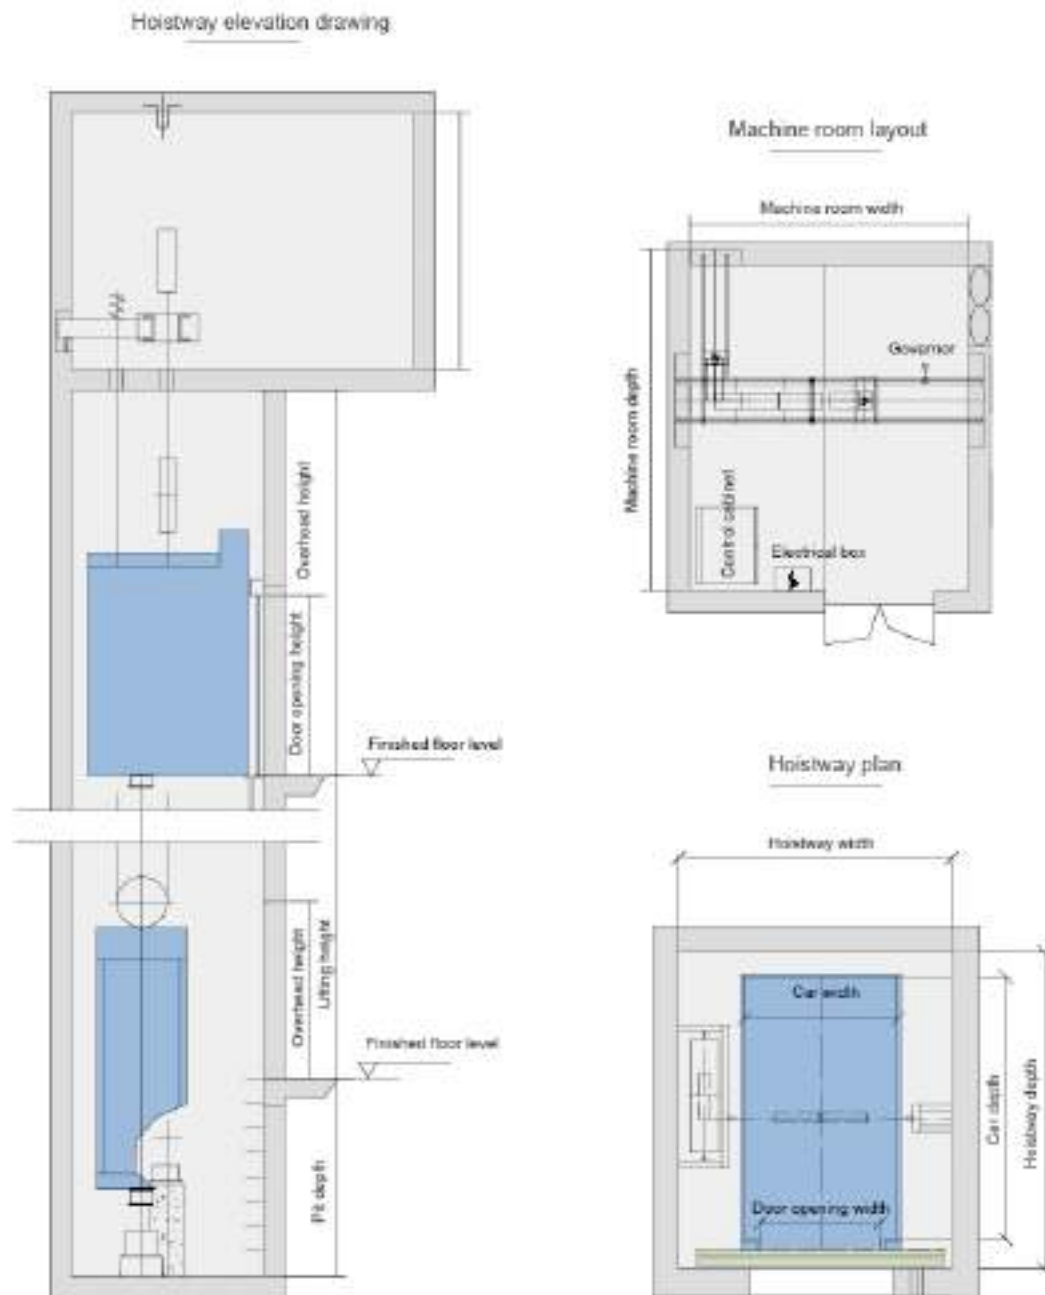 Hoistway elevation drawing
Overhead height
Door opening height
Finished floor level
Overhead height
Lifting height
Finished floor level
Pit depth
Machine room layout
Machine room width
Machine room depth
Governor
Control cabinet
Electrical box
Hoistway plan
Hoistway width
Car width
Car depth
Hoistway depth
Door opening width